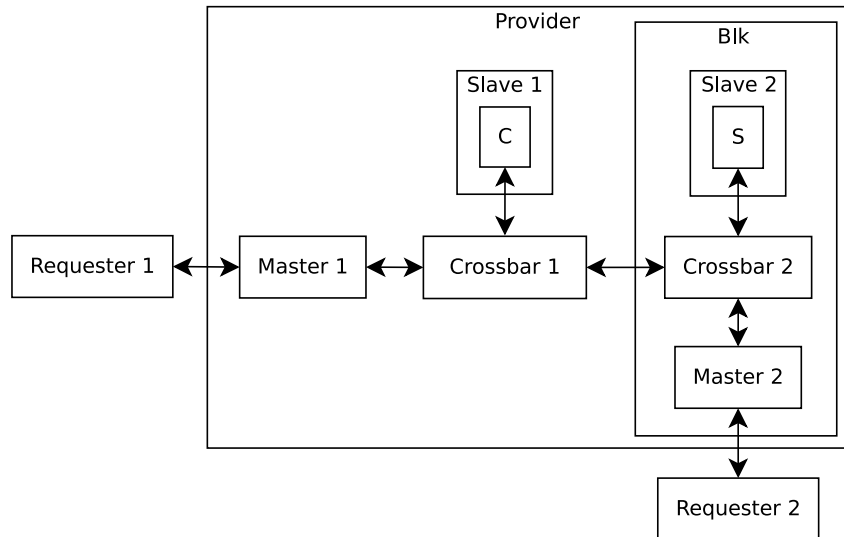 Provider
Blk
Slave 1
Slave 2
C
S
Requester 1
Master 1
Crossbar 1
Crossbar 2
Master 2
Requester 2